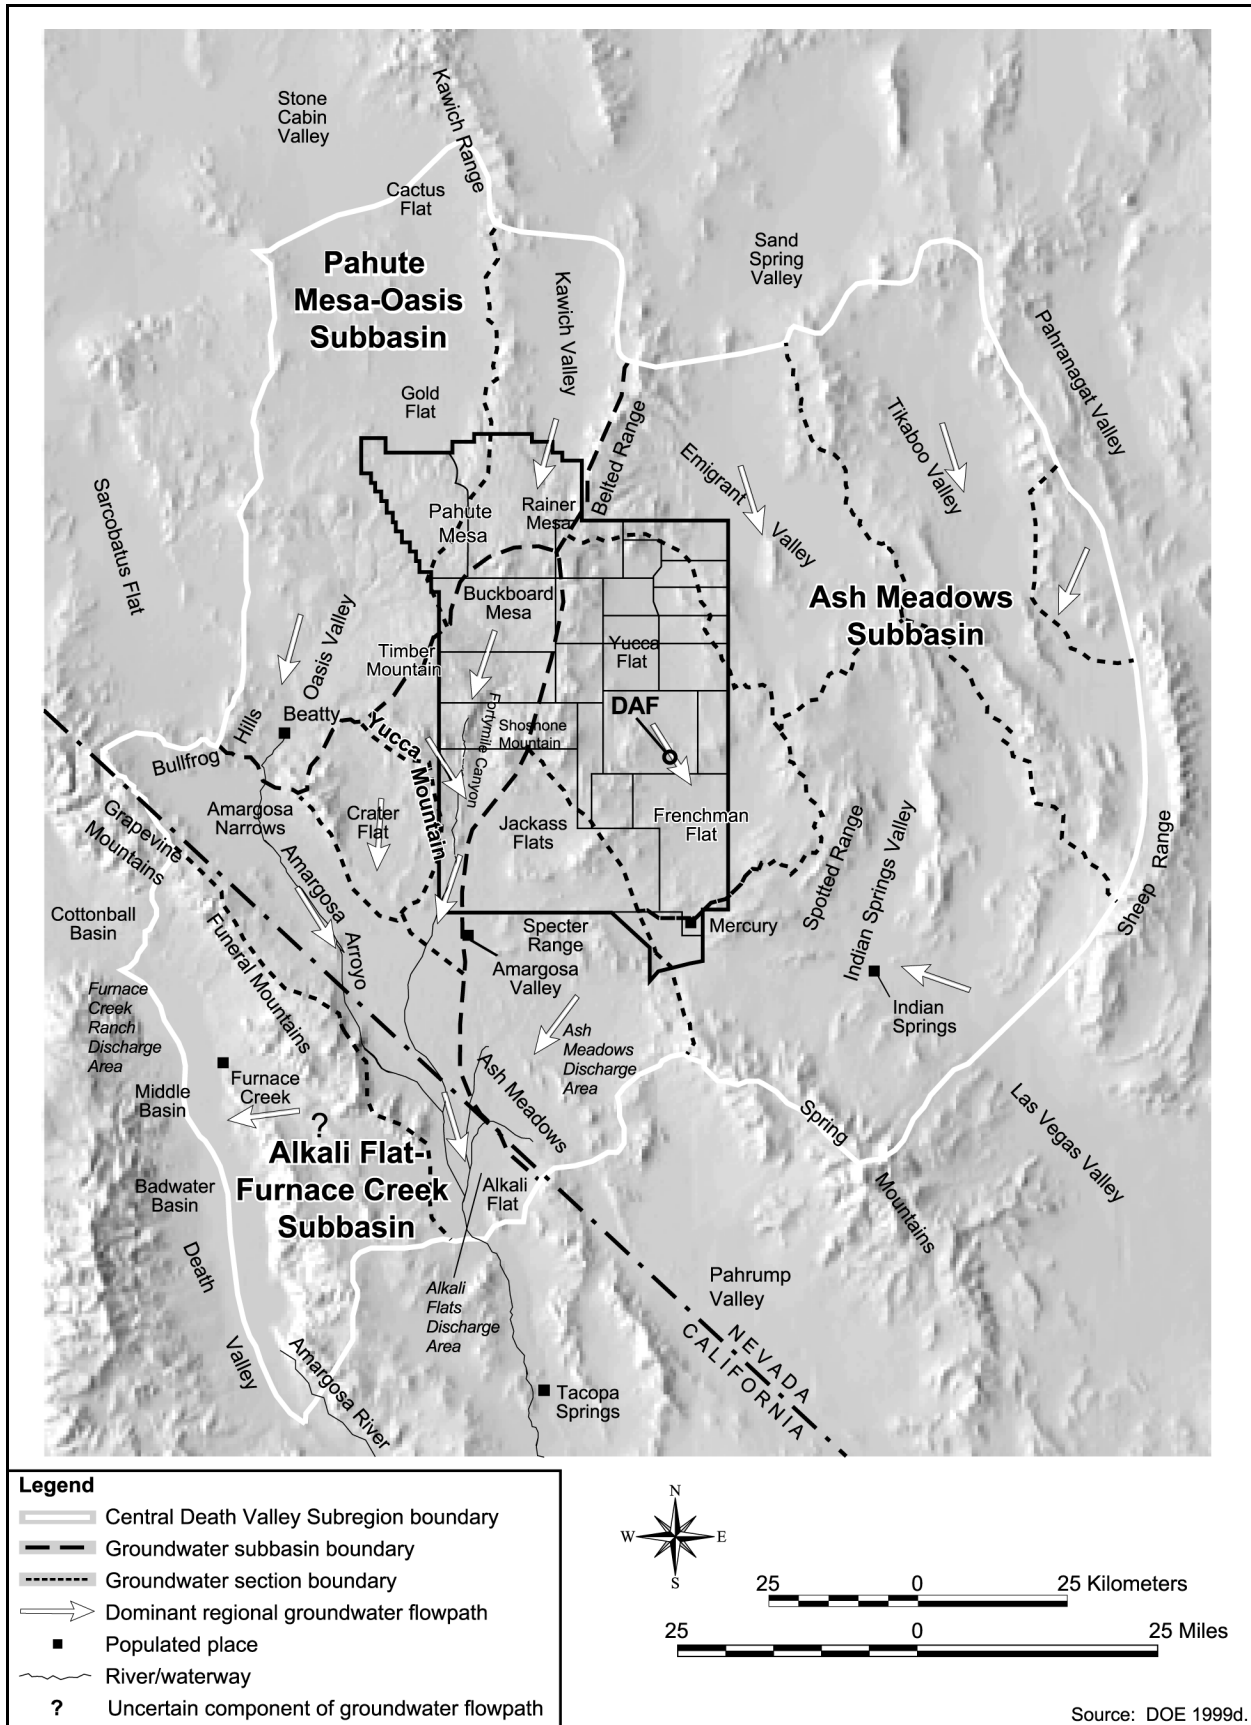 Stone
Cabin
Valley
Kawich Range
Cactus
Flat
Pahute
Mesa-Oasis
Subbasin
Sand
Spring
Valley
Kawich Valley
Pahranagat Valley
Gold
Flat
Belted Range
Tikaboo Valley
Emigrant
Valley
Sarcobatus Flat
Pahute
Mesa
Rainer
Mesa
Buckboard
Mesa
Ash Meadows
Subbasin
Oasis Valley
Timber
Mountain
Yucca
Flat
Beatty
Yucca
Mountain
Fortymile Canyon
Shoshone
Mountain
DAF
Bullfrog
Hills
Grapevine
Mountains
Amargosa
Narrows
Crater
Flat
Jackass
Flats
Frenchman
Flat
Spotted Range
Indian Springs Valley
Sheep Range
Amargosa
Arroyo
Cottonball
Basin
Funeral Mountains
Specter
Range
Mercury
Amargosa
Valley
Indian
Springs
Furnace
Creek
Ranch
Discharge
Area
Ash
Meadows
Discharge
Area
Ash Meadows
Middle
Basin
Furnace
Creek
?
Alkali Flat-
Furnace Creek
Subbasin
Spring
Mountains
Las Vegas Valley
Badwater
Basin
Alkali
Flat
Death
Valley
Alkali
Flats
Discharge
Area
Pahrump
Valley
NEVADA
CALIFORNIA
Amargosa River
Tacopa
Springs
Legend
Central Death Valley Subregion boundary
Groundwater subbasin boundary
Groundwater section boundary
Dominant regional groundwater flowpath
Populated place
River/waterway
? Uncertain component of groundwater flowpath
N
W E
S
25 0 25 Kilometers
25 0 25 Miles
Source: DOE 1999d.